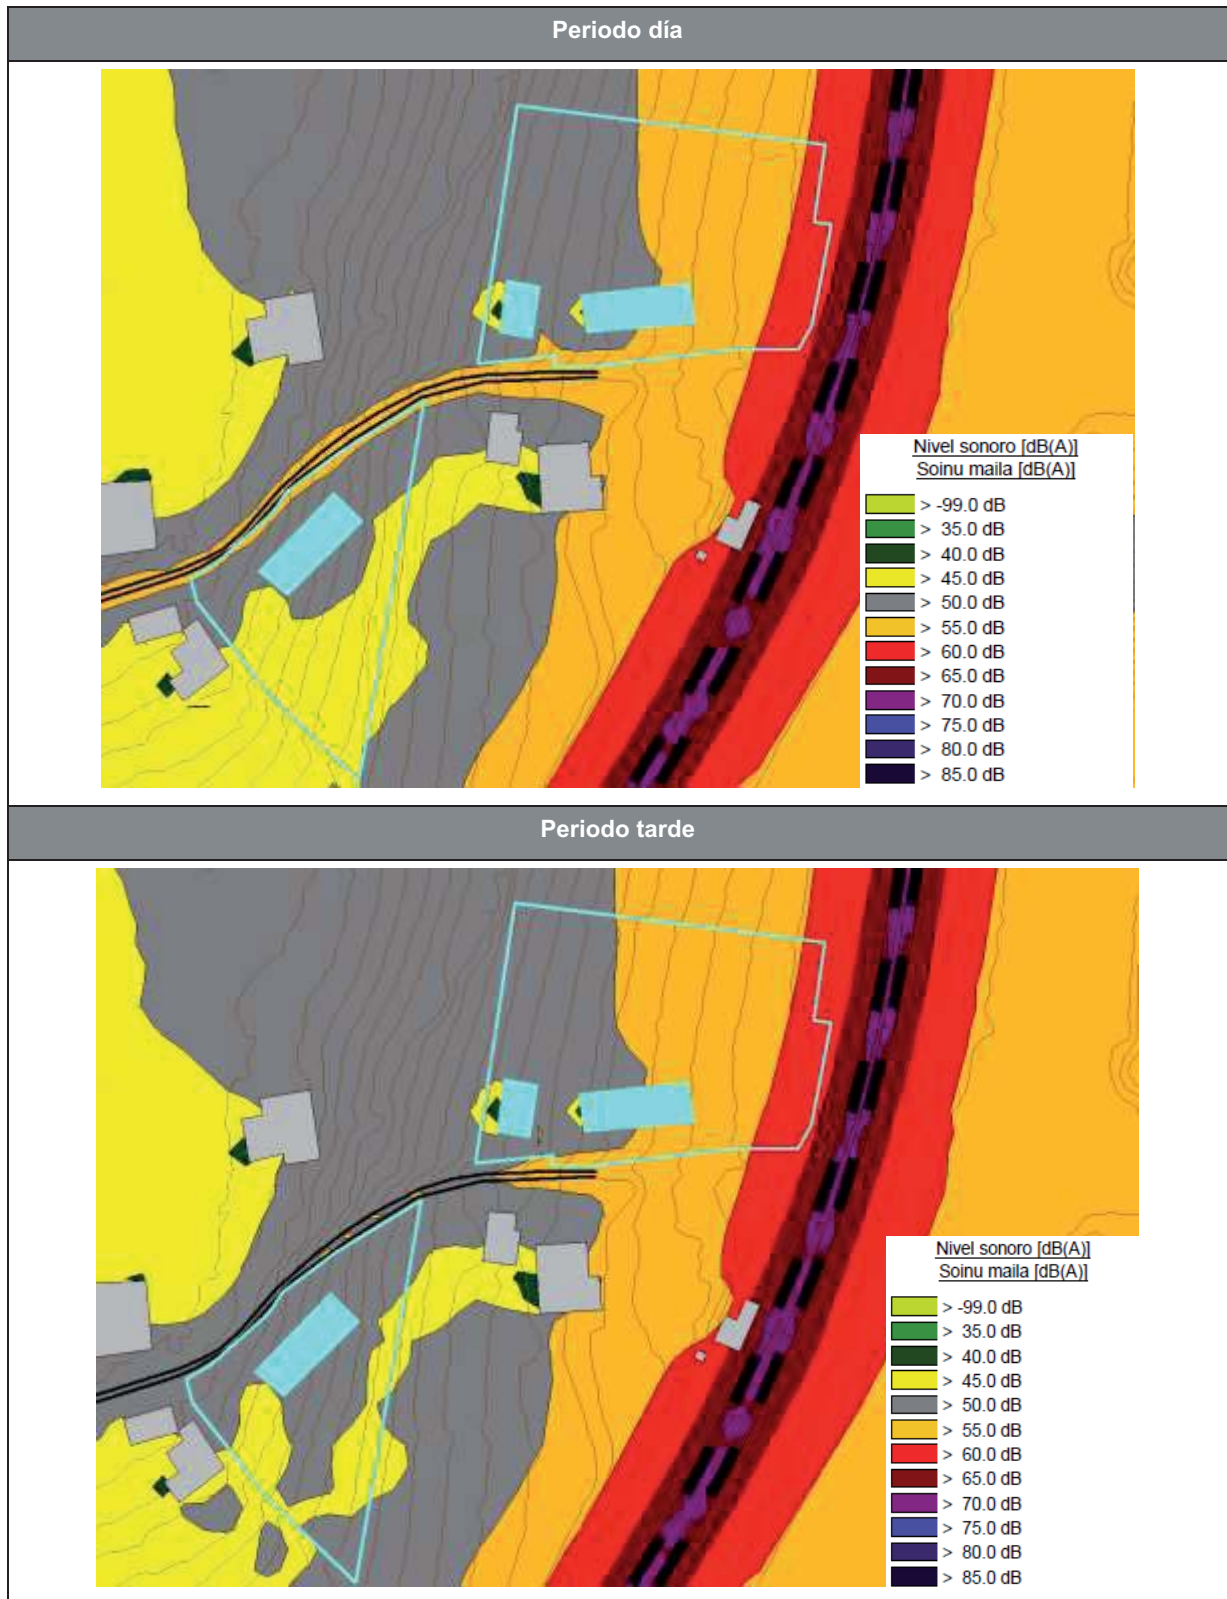 Periodo día
Nivel sonoro [dB(A)]
Soinu maila [dB(A)]
> -99.0 dB
> 35.0 dB
> 40.0 dB
> 45.0 dB
> 50.0 dB
> 55.0 dB
> 60.0 dB
> 65.0 dB
> 70.0 dB
> 75.0 dB
> 80.0 dB
> 85.0 dB
Periodo tarde
Nivel sonoro [dB(A)]
Soinu maila [dB(A)]
> -99.0 dB
> 35.0 dB
> 40.0 dB
> 45.0 dB
> 50.0 dB
> 55.0 dB
> 60.0 dB
> 65.0 dB
> 70.0 dB
> 75.0 dB
> 80.0 dB
> 85.0 dB